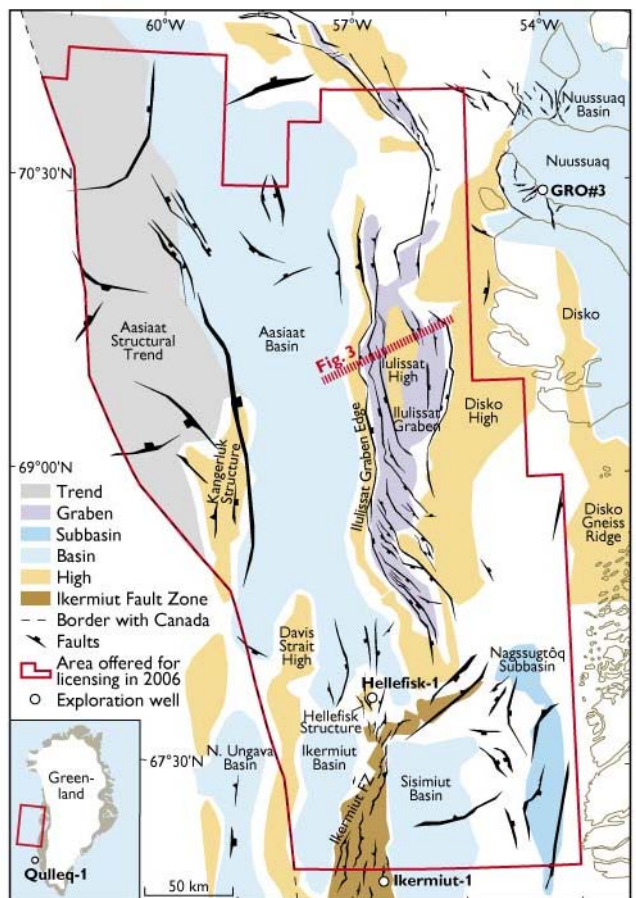 60°W
57°W
54°W
Nuussuaq
Basin
Nuussuaq
70°30'N
GRO#3
Disko
Aasiaat
Structural
Trend
Aasiaat
Basin
Fig. 3
Ilulissat
High
Illulissat
Graben
Disko
High
Illulissat Graben Edge
Kangerluk
Structure
69°00'N
Disko
Gneiss
Ridge
Trend
Graben
Subbasin
Basin
High
Ikermiut Fault Zone
Border with Canada
Faults
Area offered for
licensing in 2006
Exploration well
Davis
Strait
High
Nagssugtôq
Subbasin
Hellefisk-1
Hellefisk
Structure
N. Ungava
Basin
Ikermiut
Basin
67°30'N
Sisimiut
Basin
Ikermiut FZ
Green-
land
Qulleq-1
50 km
Ikermiut-1